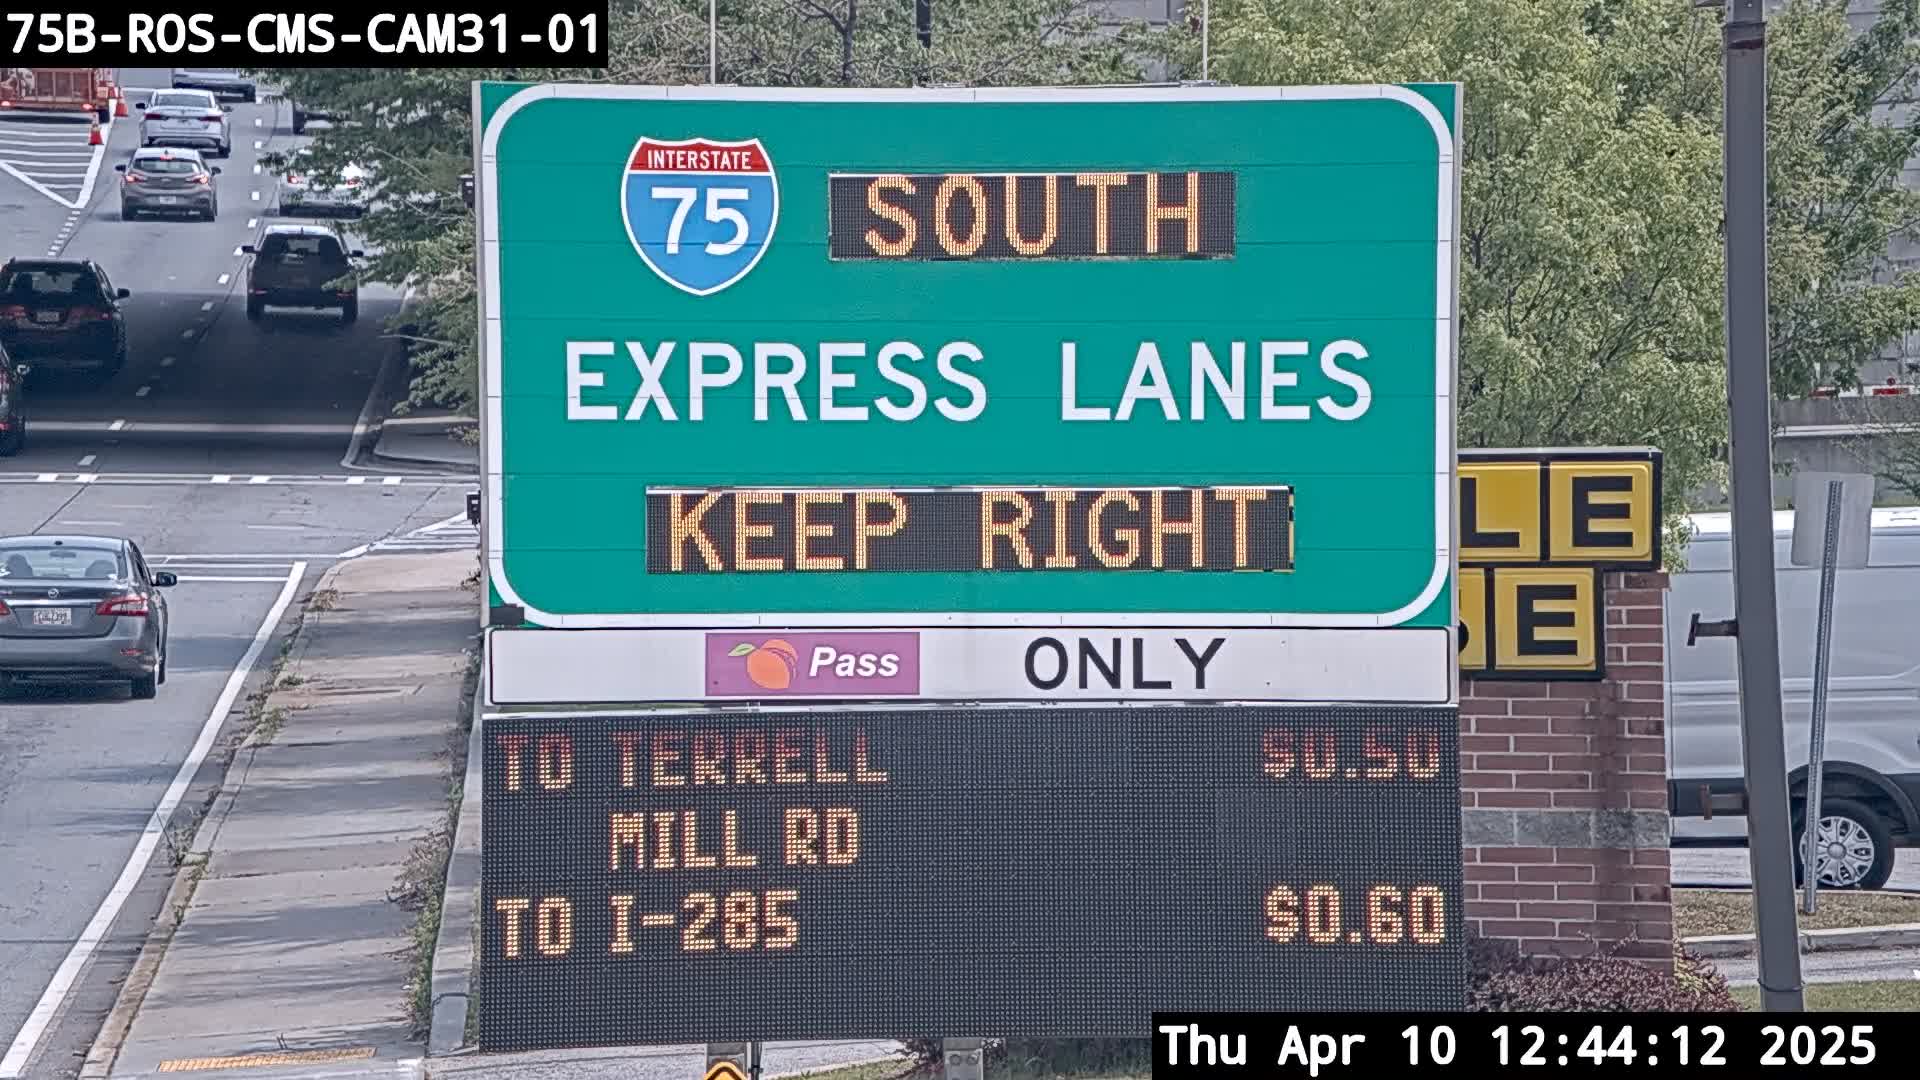 75B-ROS-CMS-CAM31-01
INTERSTATE
75
SOUTH
EXPRESS LANES
KEEP RIGHT
Pass ONLY
TO TERRELL $0.50
MILL RD
TO I-285 $0.60
LE
E
Thu Apr 10 12:44:12 2025